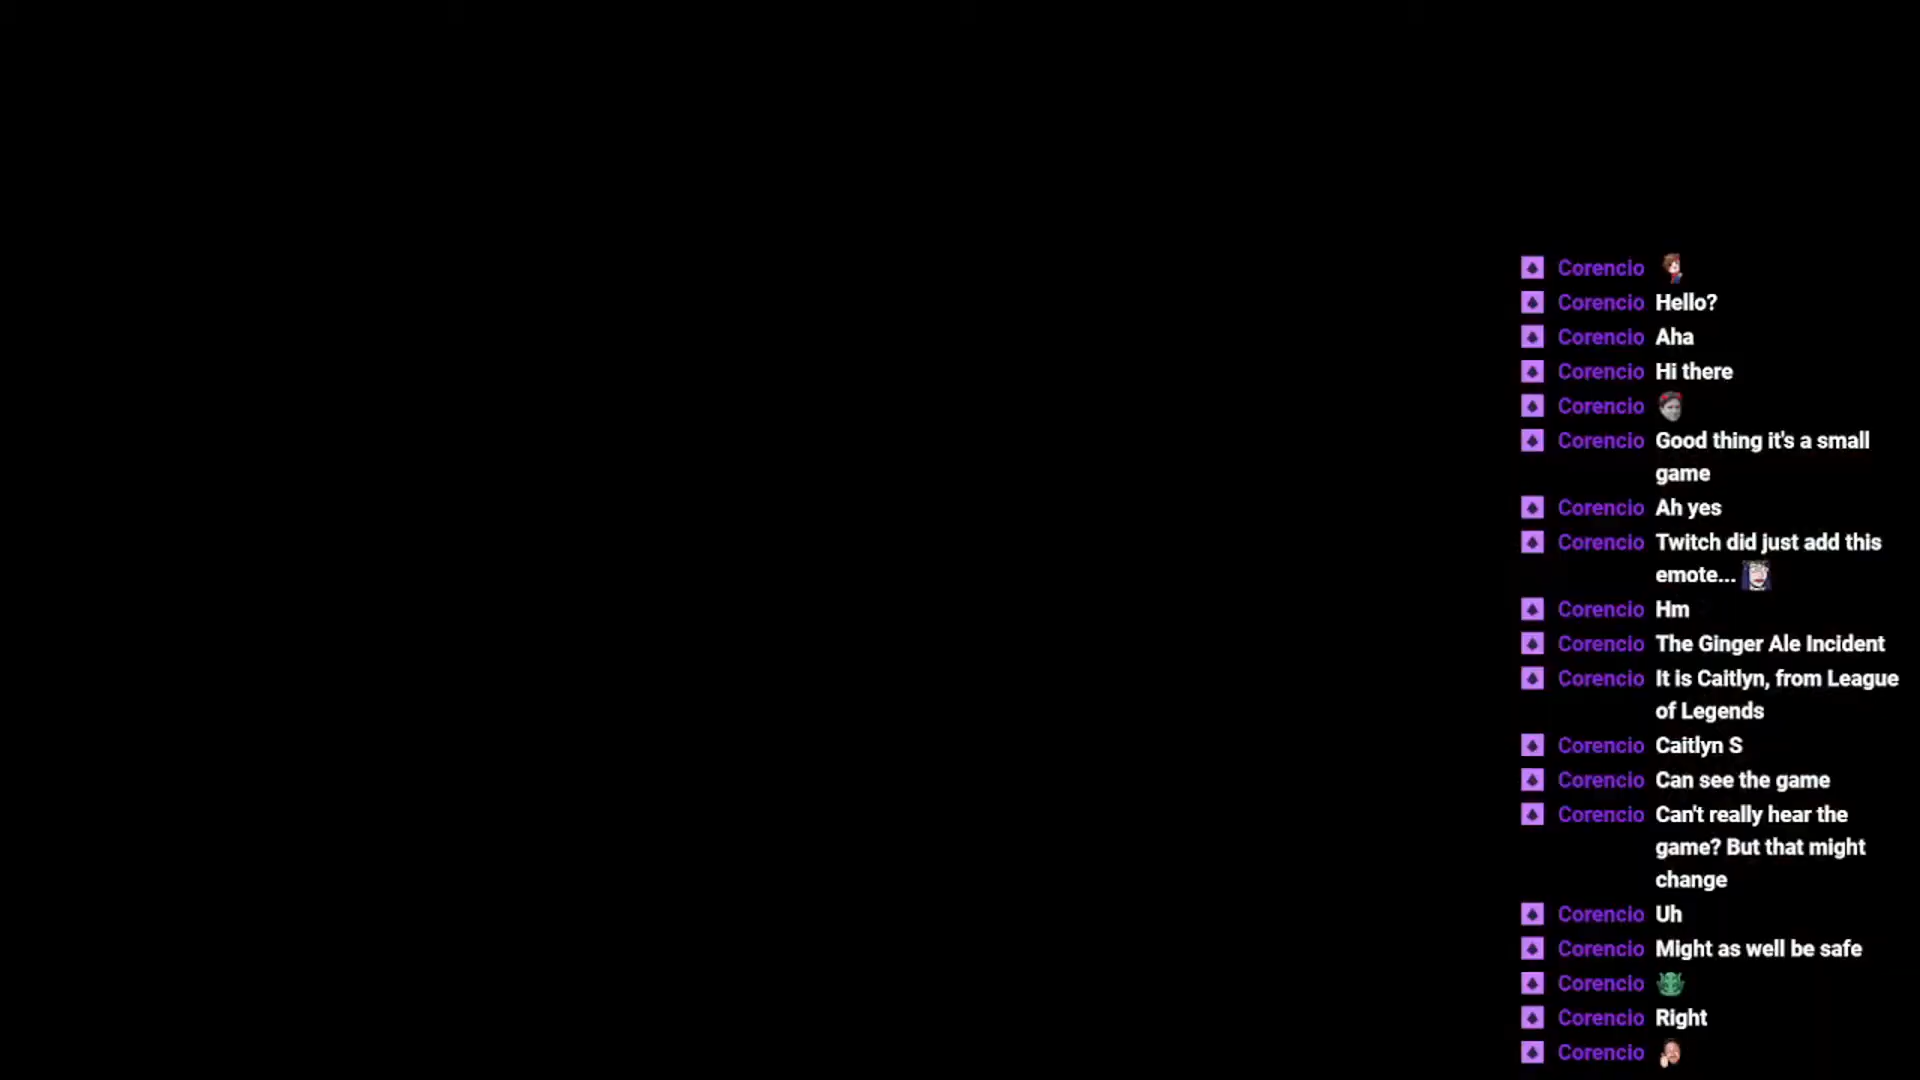 Corencio
Corencio Hello?
Corencio Aha
Corencio Hi there
Corencio
Corencio Good thing it's a small
game
Corencio Ah yes
Corencio Twitch did just add this
emote...
Corencio Hm
Corencio The Ginger Ale Incident
Corencio It is Caitlyn, from League
of Legends
Corencio Caitlyn S
Corencio Can see the game
Corencio Can't really hear the
game? But that might
change
Corencio Uh
Corencio Might as well be safe
Corencio
Corencio Right
Corencio